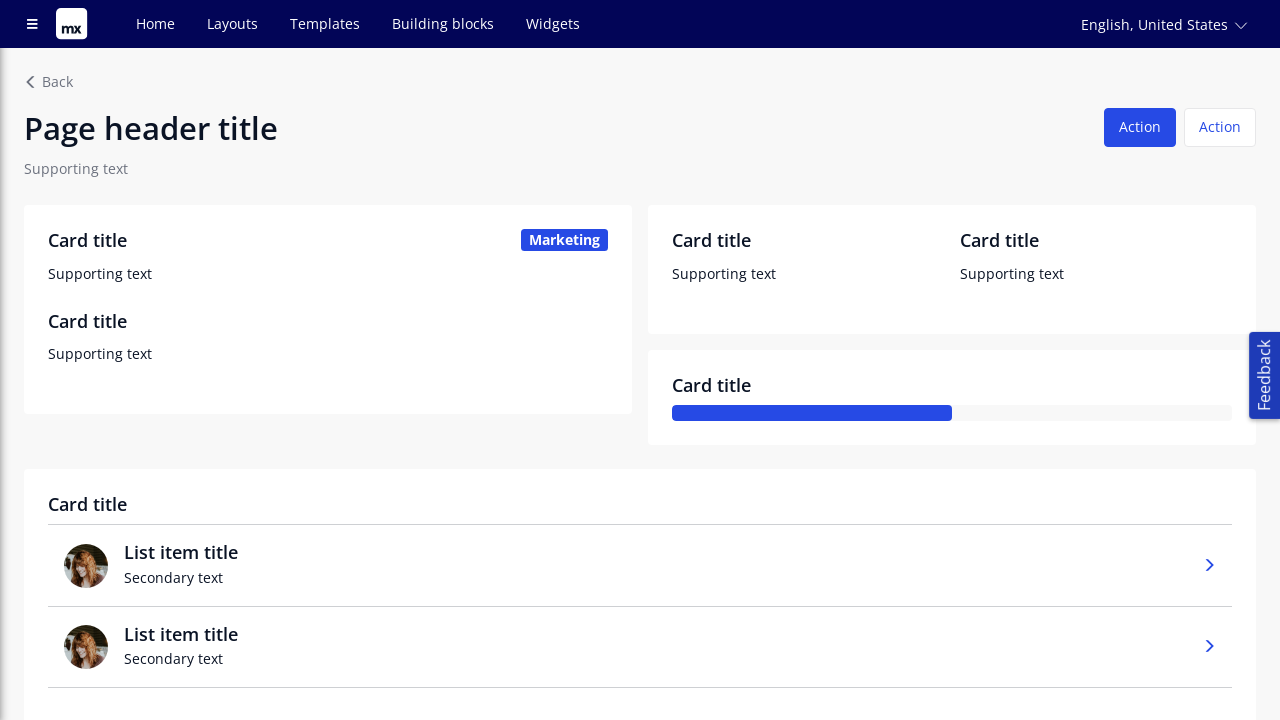 mx
Home
Layouts
Templates
Building blocks
Widgets
English, United States
Back
Page header title
Action
Action
Supporting text
Card title
Marketing
Supporting text
Card title
Supporting text
Card title
Supporting text
Card title
Supporting text
Card title
Feedback
Card title
List item title
Secondary text
List item title
Secondary text